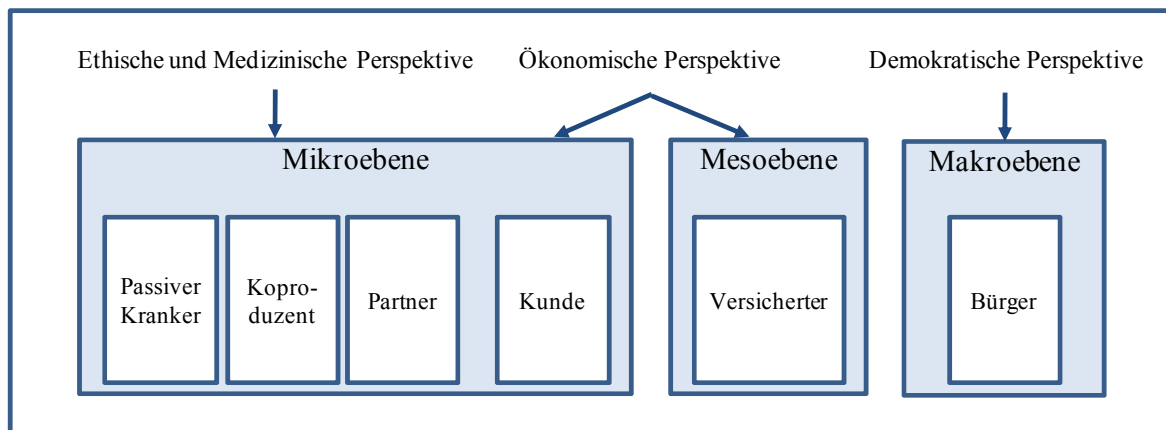 Ethische und Medizinische Perspektive
Ökonomische Perspektive
Demokratische Perspektive
Mikroebene
Mesoebene
Makroebene
Passiver
Kranker
Kopro-
duzent
Partner
Kunde
Versicherter
Bürger